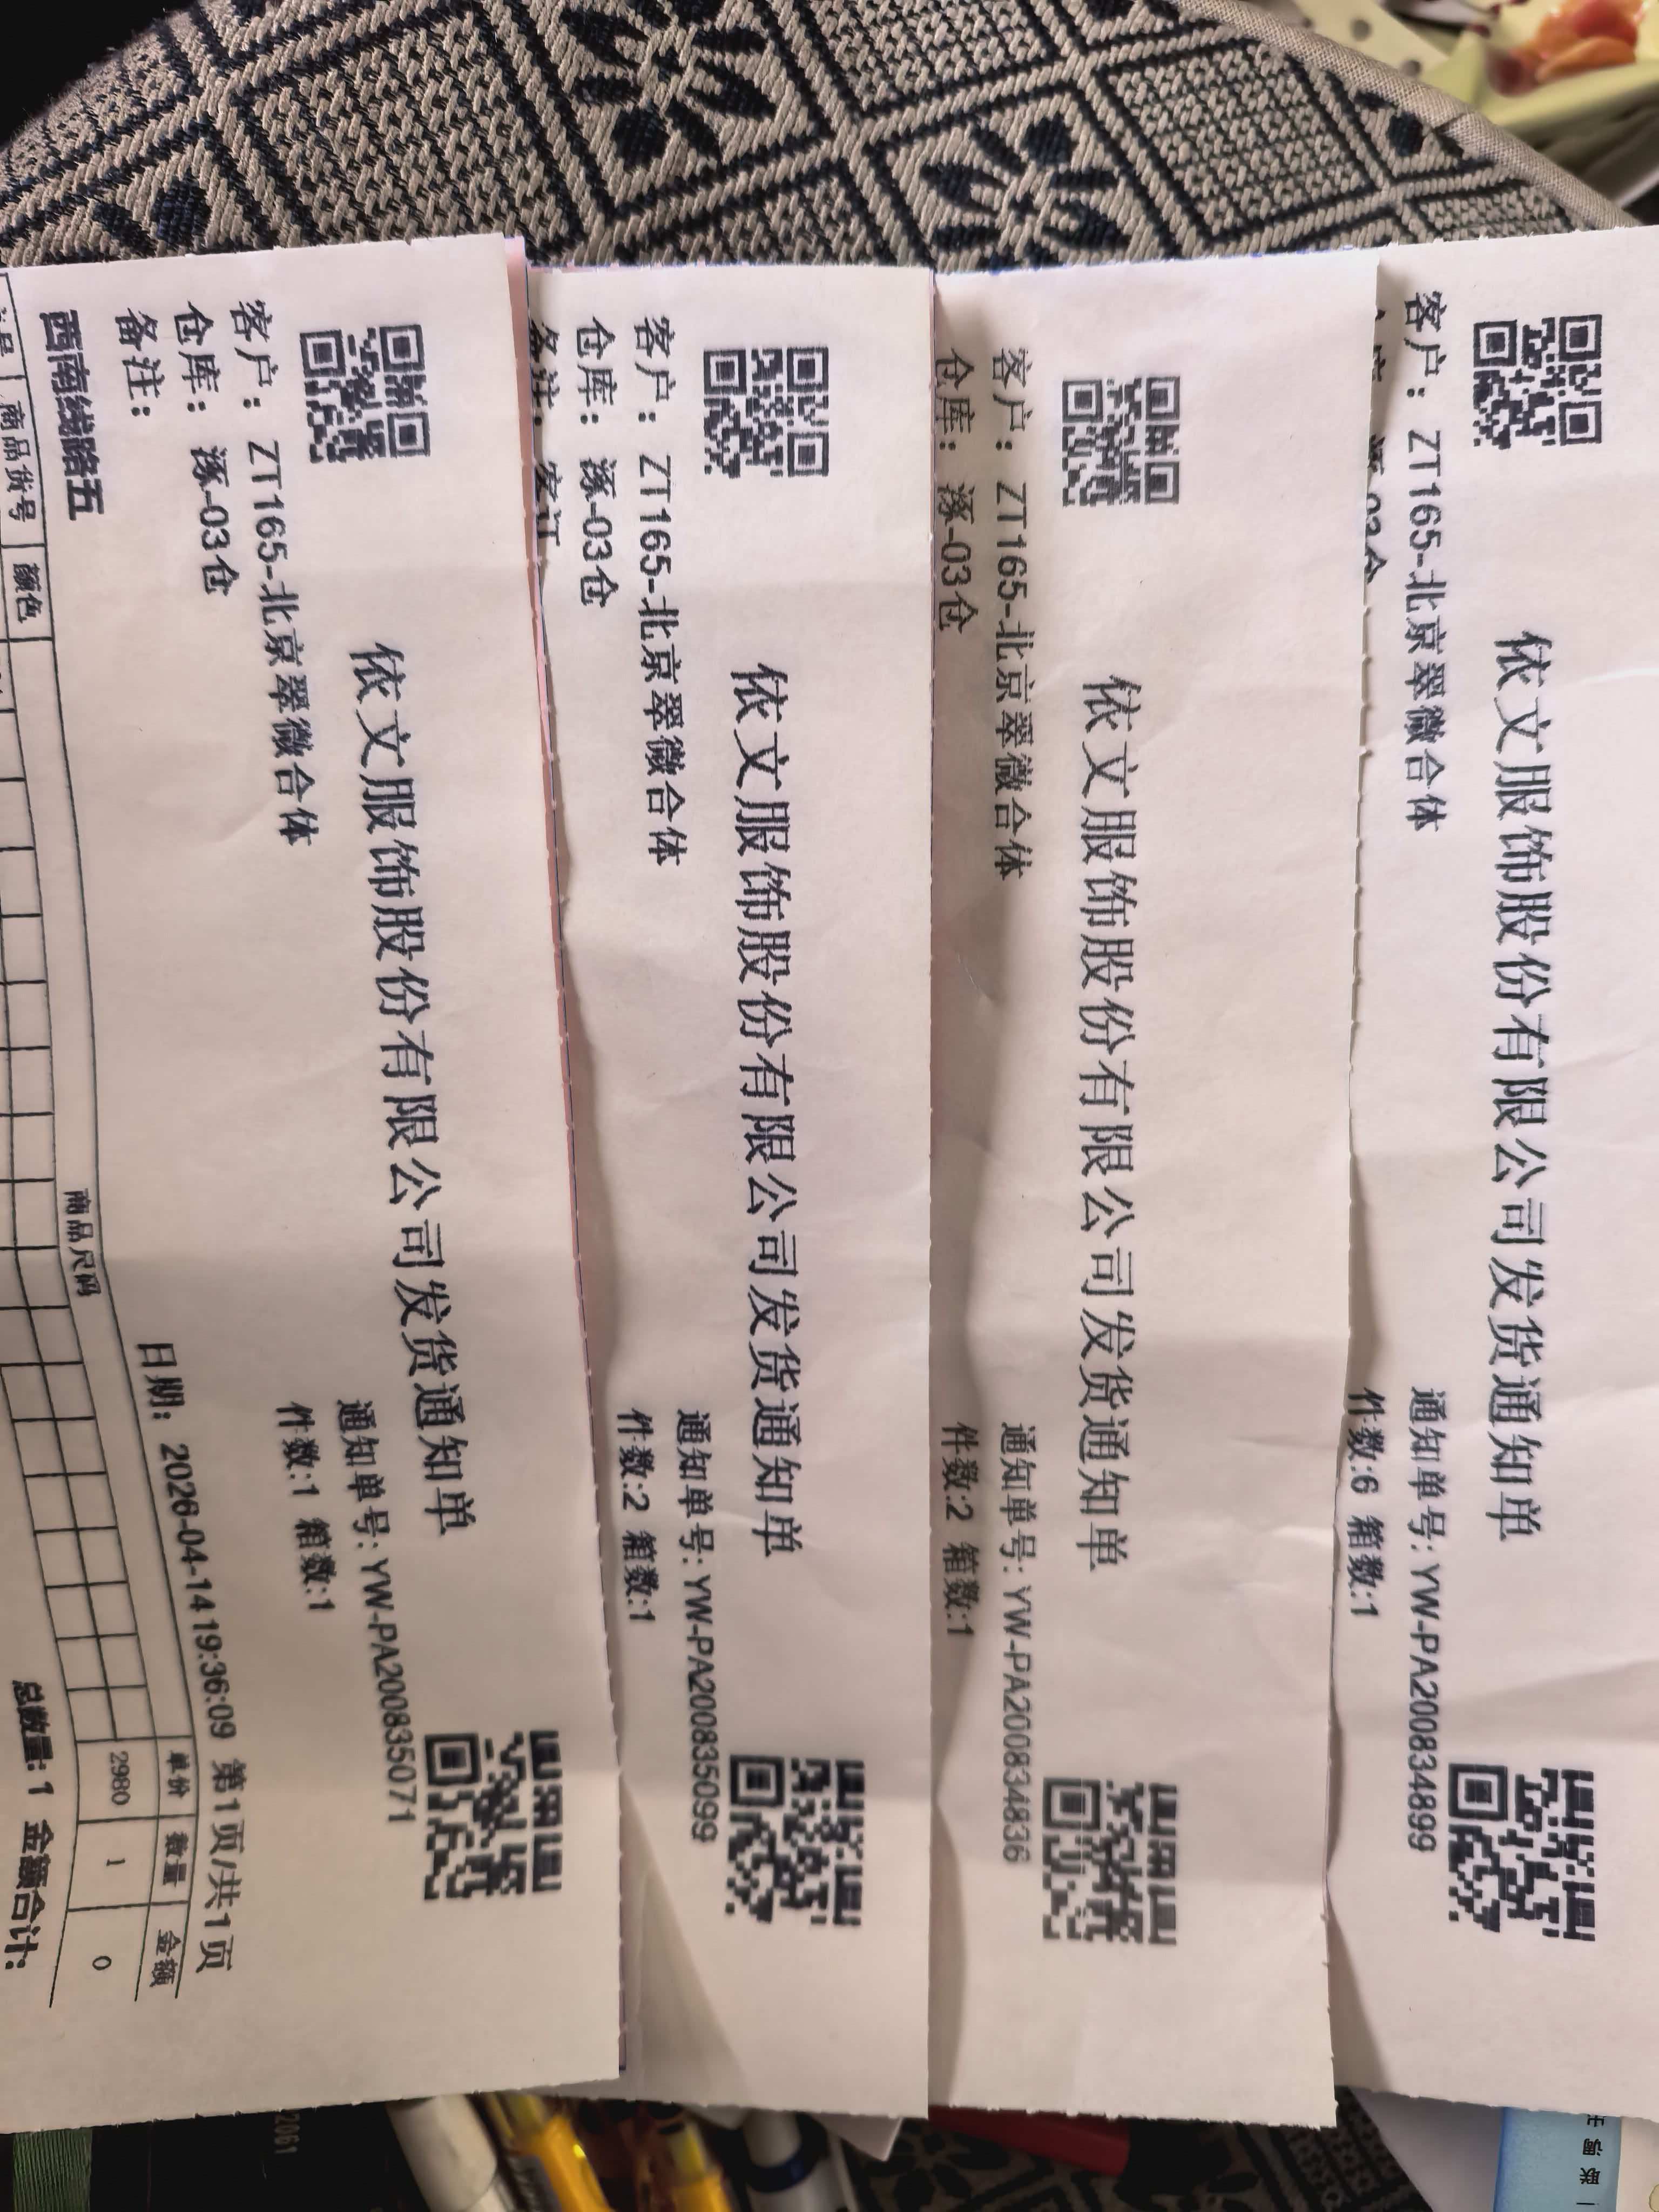 依文服饰股份有限公司发货通知单
客户: ZT165-北京翠微合体
通知单号: YW-PA2008834899
件数:6 箱数:1
依文服饰股份有限公司发货通知单
客户: ZT165-北京翠微合体
通知单号: YW-PA2008834836
仓库: 涿-03仓
件数:2 箱数:1
依文服饰股份有限公司发货通知单
客户: ZT165-北京翠微合体
通知单号: YW-PA2008835099
仓库: 涿-03仓
件数:2 箱数:1
备注:
依文服饰股份有限公司发货通知单
客户: ZT165-北京翠微合体
通知单号: YW-PA2008835071
仓库: 涿-03仓
件数:1 箱数:1
备注:
日期: 2026-04-14 19:36:09 第1页/共1页
西南线路五
商品货号 颜色 商品尺码 单价 数量 金额
2980 1 0
总数量: 1 金额合计:
2061
调
联